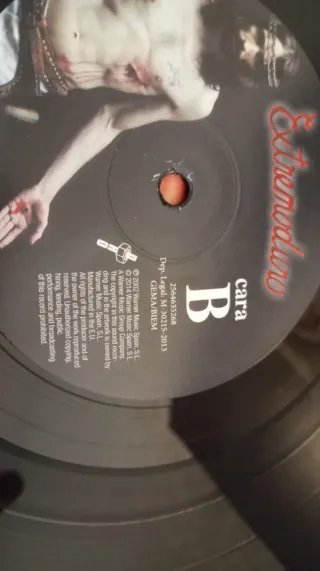 Extremoduro
cara
B
2564635268
Dep. Legal: M-30215-2013
GEMA/BIEM
℗ 2002 Warner Music Spain, S.L.
© 2014 Warner Music Spain, S.L.
A Warner Music Group Company.
The copyright in this sound recor-
ding and in the artwork is owned by
Warner Music Spain, S.L.
Manufactured in the E.U.
All rights of the producer and of
the owner of the work reproduced
reserved. Unauthorized copying,
hiring, lending, public
performance and broadcasting
of this record prohibited.